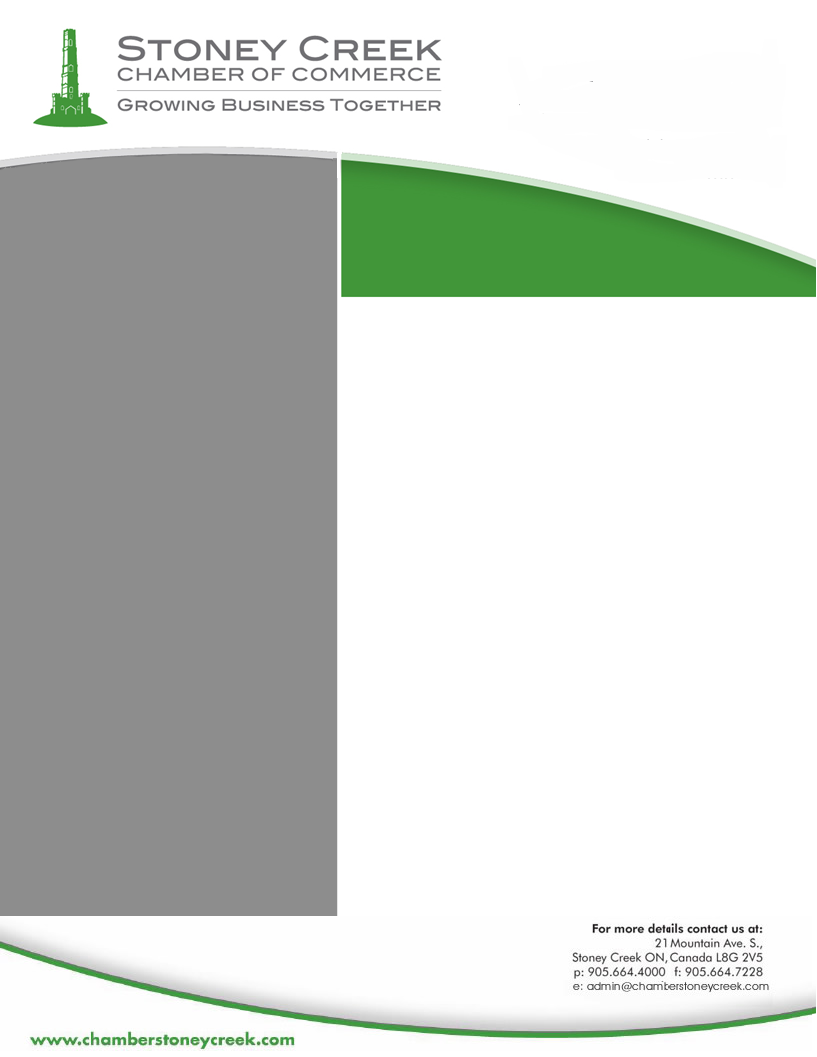 STONEY CREEK
CHAMBER OF COMMERCE
GROWING BUSINESS TOGETHER
For more details contact us at:
21 Mountain Ave. S.,
Stoney Creek ON, Canada L8G 2V5
p: 905.664.4000 f: 905.664.7228
e: admin@chamberstoneycreek.com
www.chamberstoneycreek.com